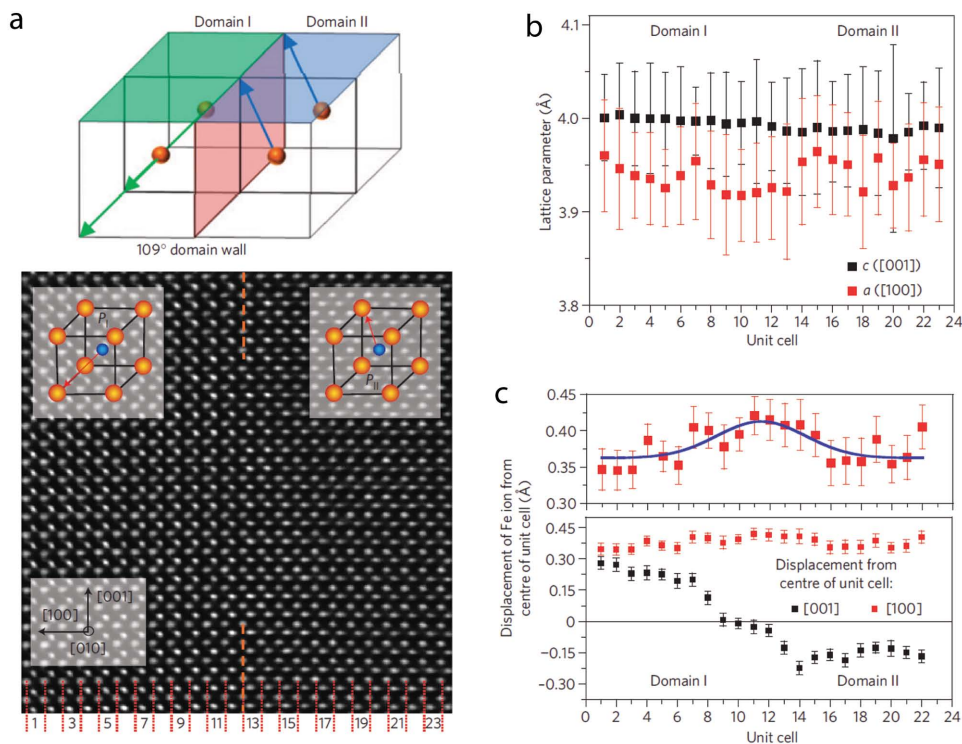 a
Domain I Domain II
109° domain wall
P_I
P_II
[001]
[100]
[010]
1 3 5 7 9 11 13 15 17 19 21 23
b
Domain I Domain II
4.1
4.0
3.9
3.8
Lattice parameter (Å)
c ([001])
a ([100])
0 2 4 6 8 10 12 14 16 18 20 22 24
Unit cell
c
0.45
0.40
0.35
0.30
0.45
0.30
0.15
0
−0.15
−0.30
Displacement of Fe ion from
centre of unit cell (Å)
Displacement from
centre of unit cell:
[001] [100]
Domain I Domain II
0 2 4 6 8 10 12 14 16 18 20 22 24
Unit cell